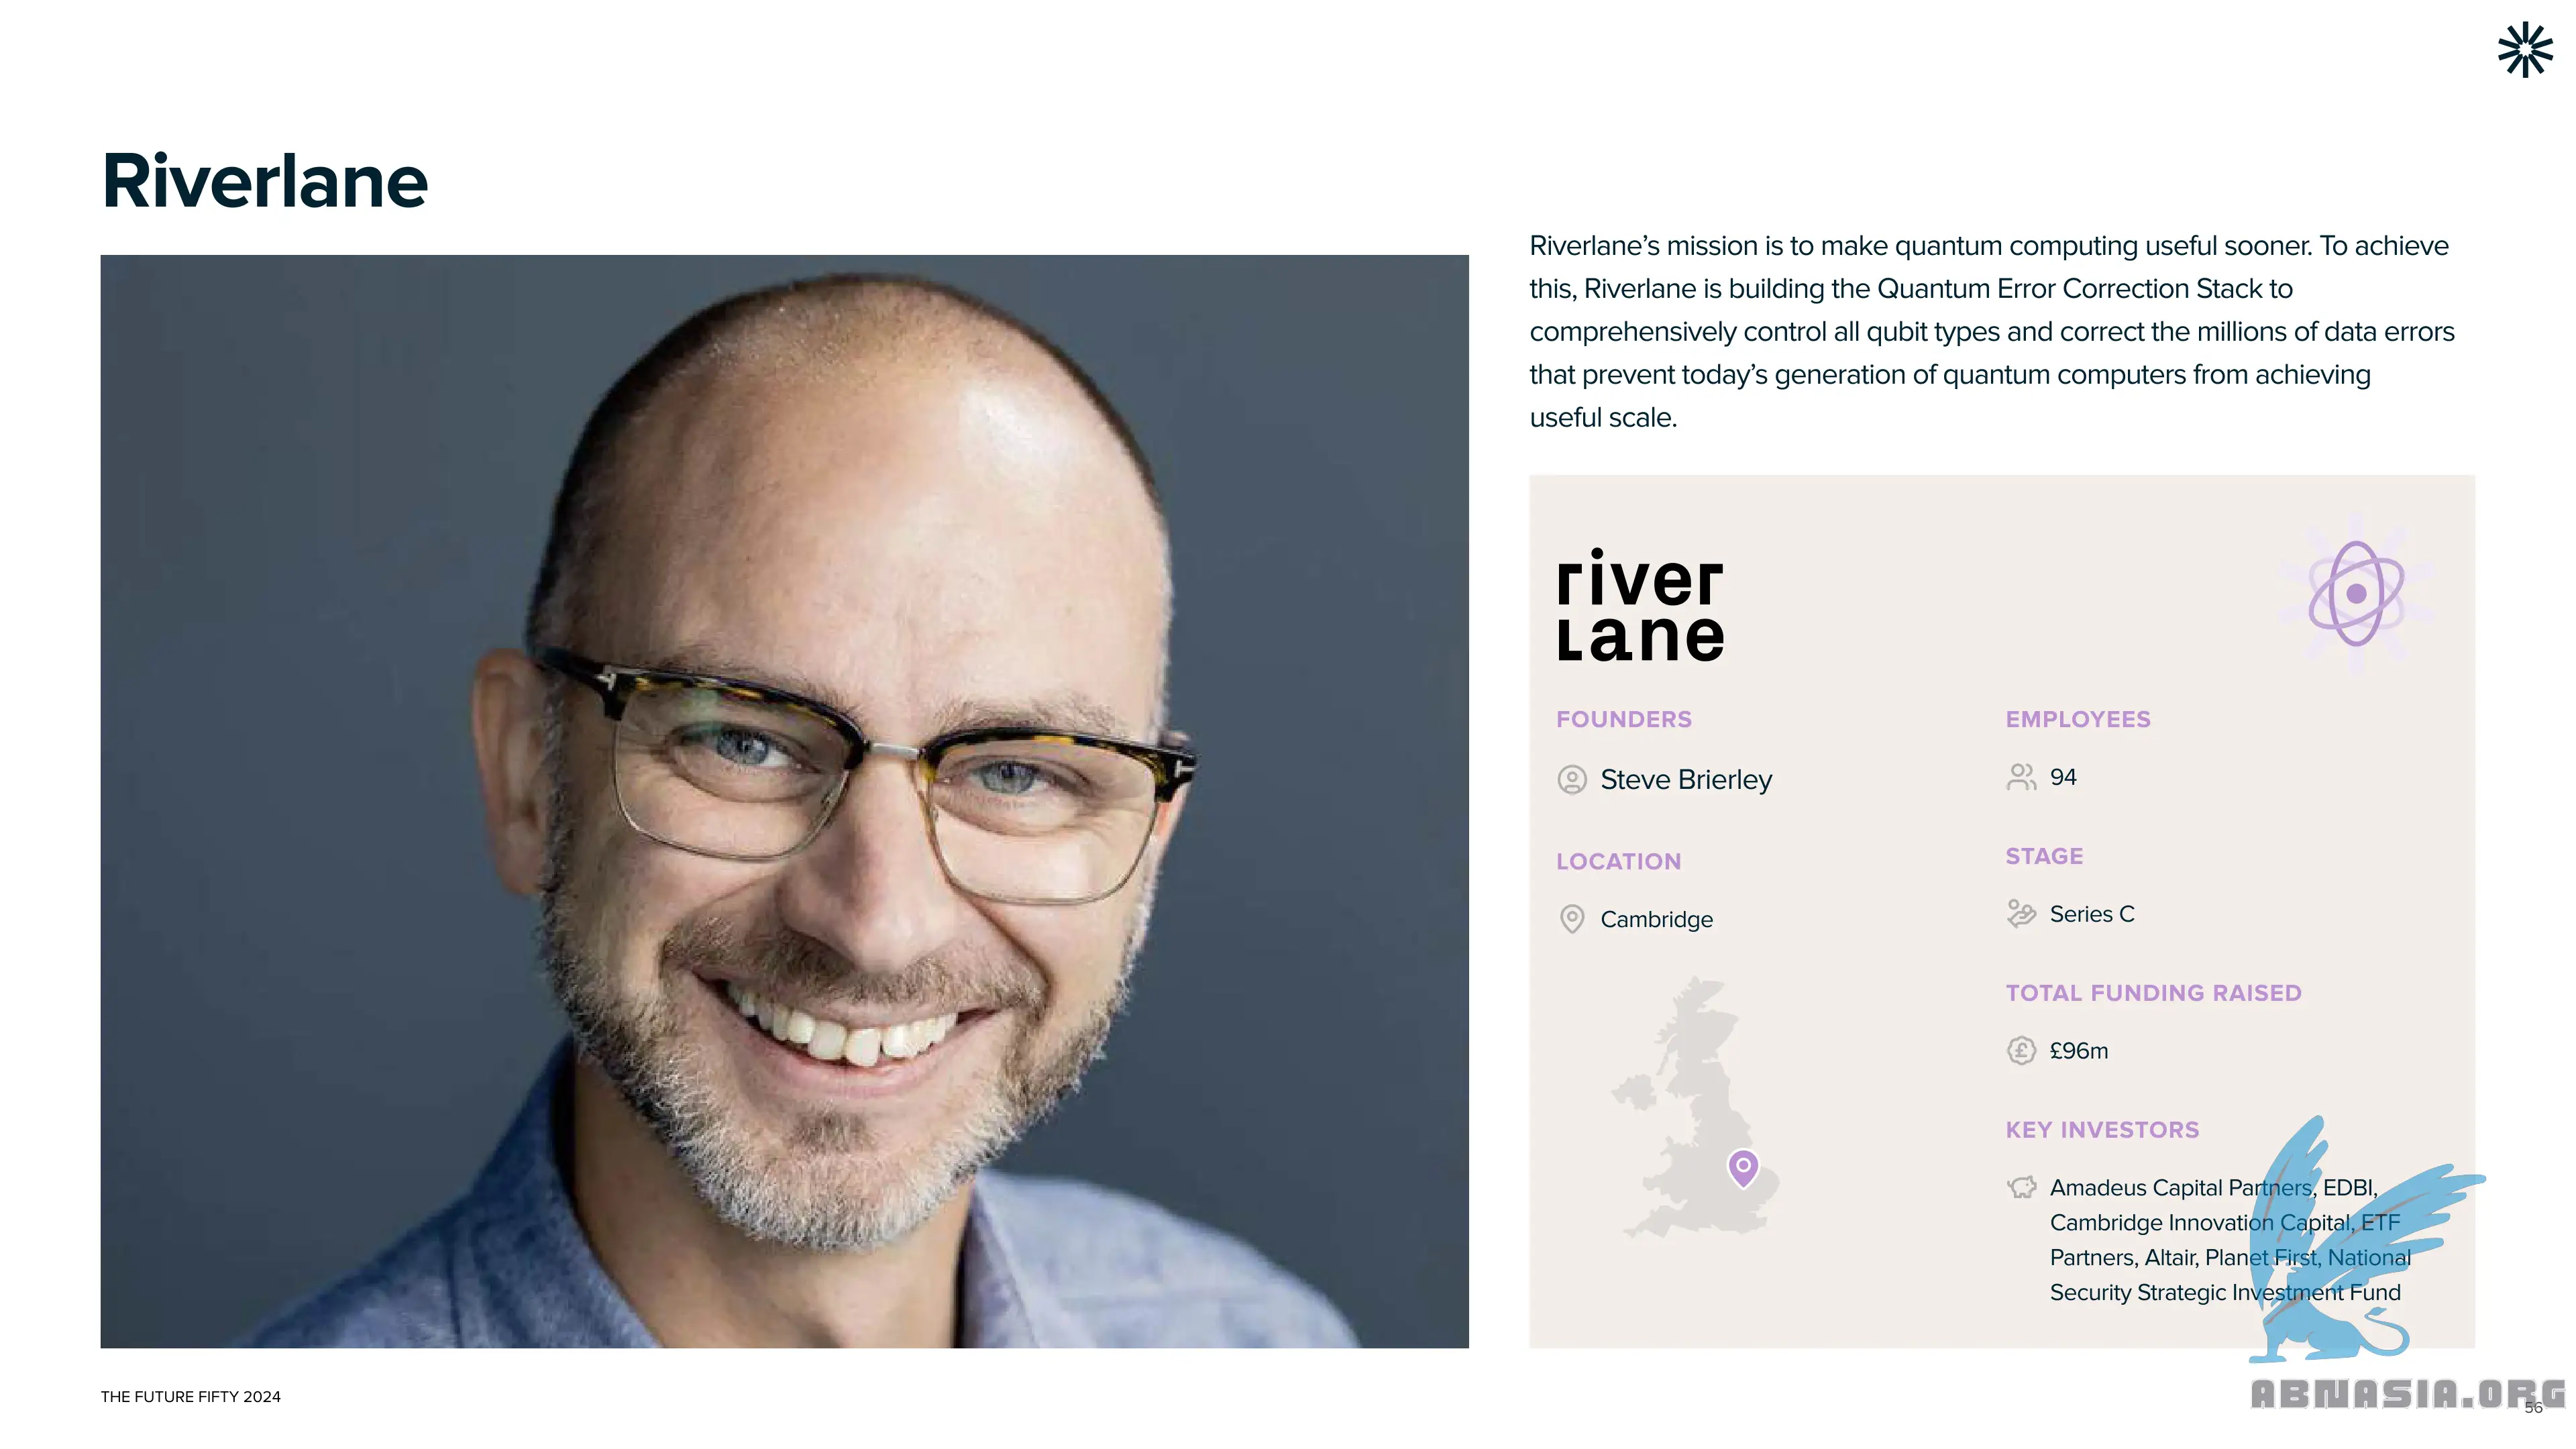 Riverlane
Riverlane’s mission is to make quantum computing useful sooner. To achieve
this, Riverlane is building the Quantum Error Correction Stack to
comprehensively control all qubit types and correct the millions of data errors
that prevent today’s generation of quantum computers from achieving
useful scale.
river
lane
FOUNDERS
Steve Brierley
LOCATION
Cambridge
EMPLOYEES
94
STAGE
Series C
TOTAL FUNDING RAISED
£96m
KEY INVESTORS
Amadeus Capital Partners, EDBI,
Cambridge Innovation Capital, ETF
Partners, Altair, Planet First, National
Security Strategic Investment Fund
THE FUTURE FIFTY 2024
ABNASIA.ORG
56